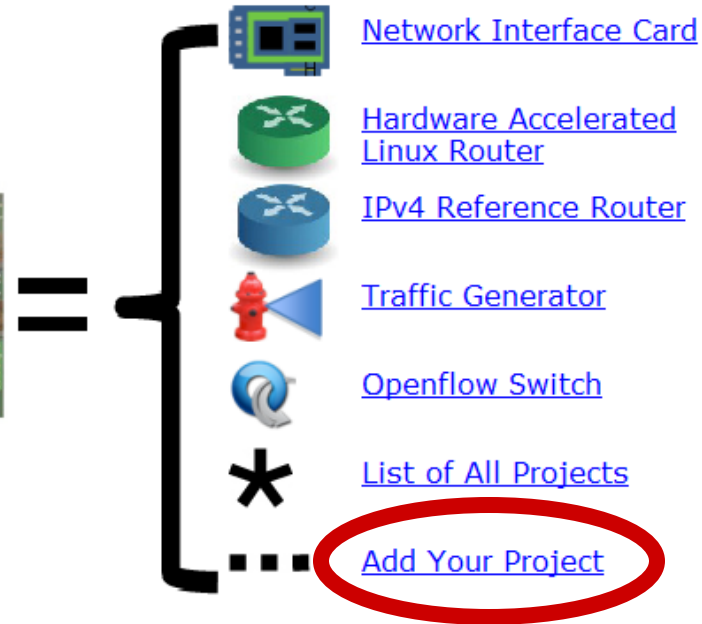 Network Interface Card
Hardware Accelerated
Linux Router
IPv4 Reference Router
=
Traffic Generator
Openflow Switch
* List of All Projects
... Add Your Project